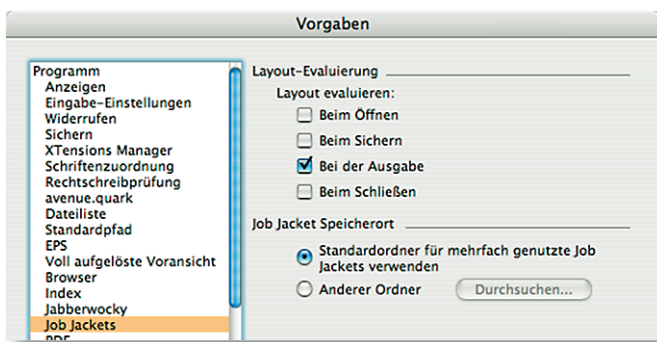 Vorgaben
Programm
Anzeigen
Eingabe-Einstellungen
Widerrufen
Sichern
XTensions Manager
Schriftenzuordnung
Rechtschreibprüfung
avenue.quark
Dateiliste
Standardpfad
EPS
Voll aufgelöste Voransicht
Browser
Index
Jabberwocky
Job Jackets
PDF
Layout-Evaluierung
Layout evaluieren:
Beim Öffnen
Beim Sichern
Bei der Ausgabe
Beim Schließen
Job Jacket Speicherort
Standardordner für mehrfach genutzte Job
Jackets verwenden
Anderer Ordner
Durchsuchen...